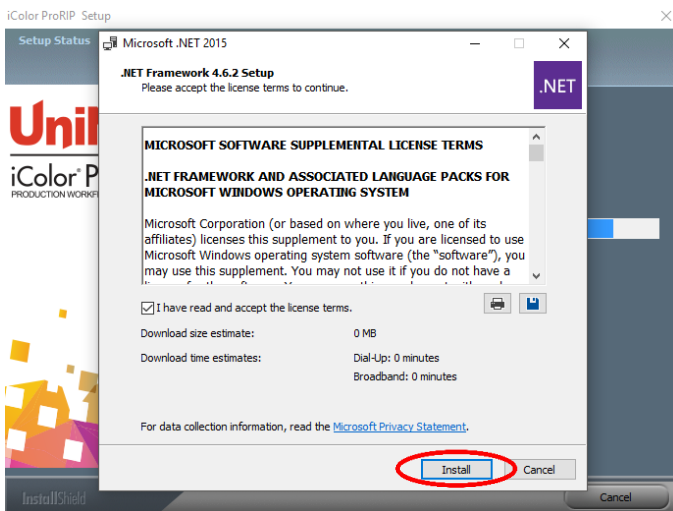 iColor ProRIP Setup
Setup Status
Microsoft .NET 2015
.NET Framework 4.6.2 Setup
Please accept the license terms to continue.
.NET
MICROSOFT SOFTWARE SUPPLEMENTAL LICENSE TERMS
.NET FRAMEWORK AND ASSOCIATED LANGUAGE PACKS FOR
MICROSOFT WINDOWS OPERATING SYSTEM
Microsoft Corporation (or based on where you live, one of its
affiliates) licenses this supplement to you. If you are licensed to use
Microsoft Windows operating system software (the “software”), you
may use this supplement. You may not use it if you do not have a
iColor® P
PRODUCTION
I have read and accept the license terms.
Download size estimate: 0 MB
Download time estimates: Dial-Up: 0 minutes
Broadband: 0 minutes
For data collection information, read the Microsoft Privacy Statement.
Install Cancel
InstallShield
Cancel